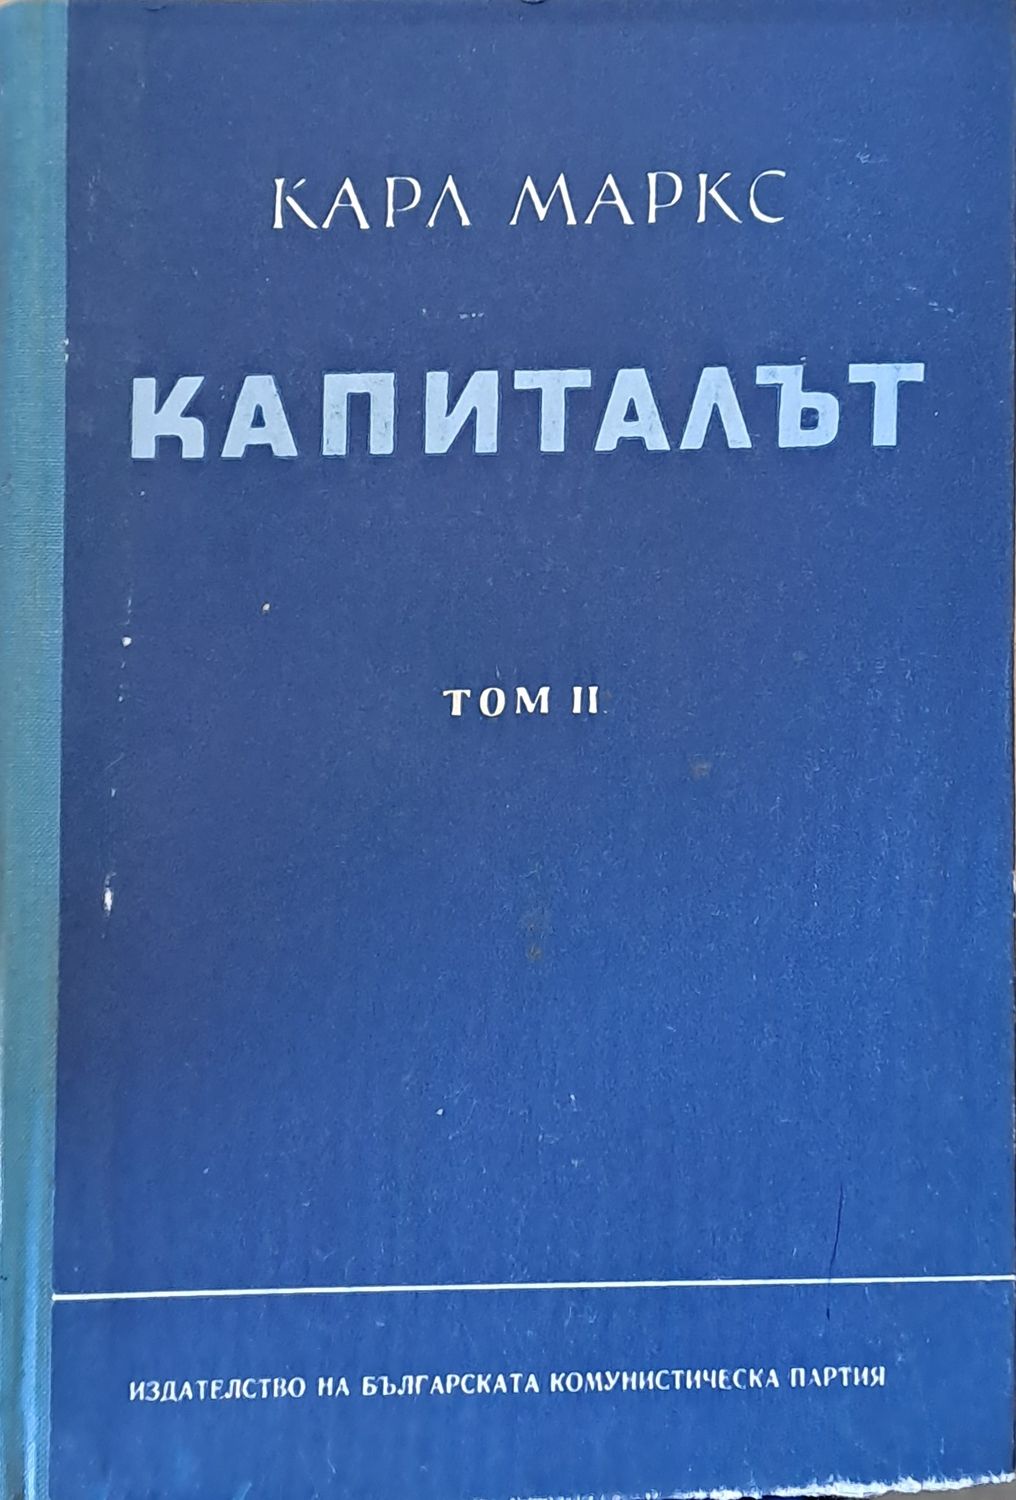 КАРЛ МАРКС
КАПИТАЛЪТ
ТОМ II
ИЗДАТЕЛСТВО НА БЪЛГАРСКАТА КОМУНИСТИЧЕСКА ПАРТИЯ